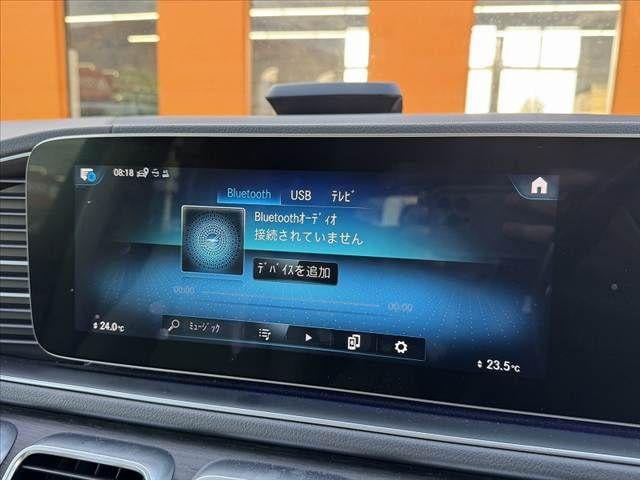 08:18
Bluetooth USB ﾃﾚﾋﾞ
Bluetoothｵｰﾃﾞｨｵ
接続されていません
ﾃﾞﾊﾞｲｽを追加
00:00 00:00
ﾐｭｰｼﾞｯｸ
24.0℃
23.5℃